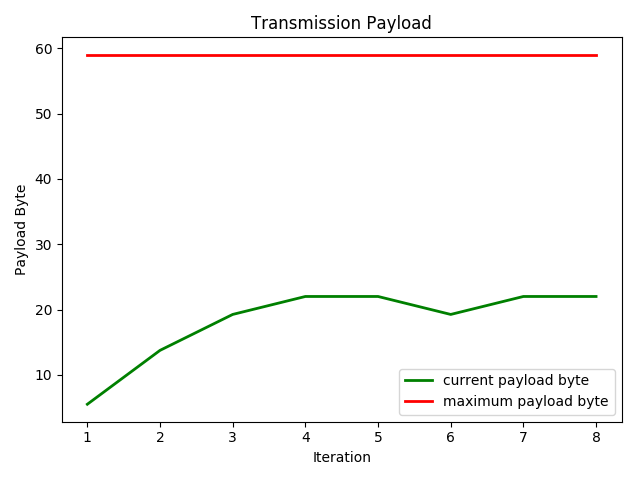 Transmission Payload
60
50
40
30
20
10
Payload Byte
current payload byte
maximum payload byte
1 2 3 4 5 6 7 8
Iteration